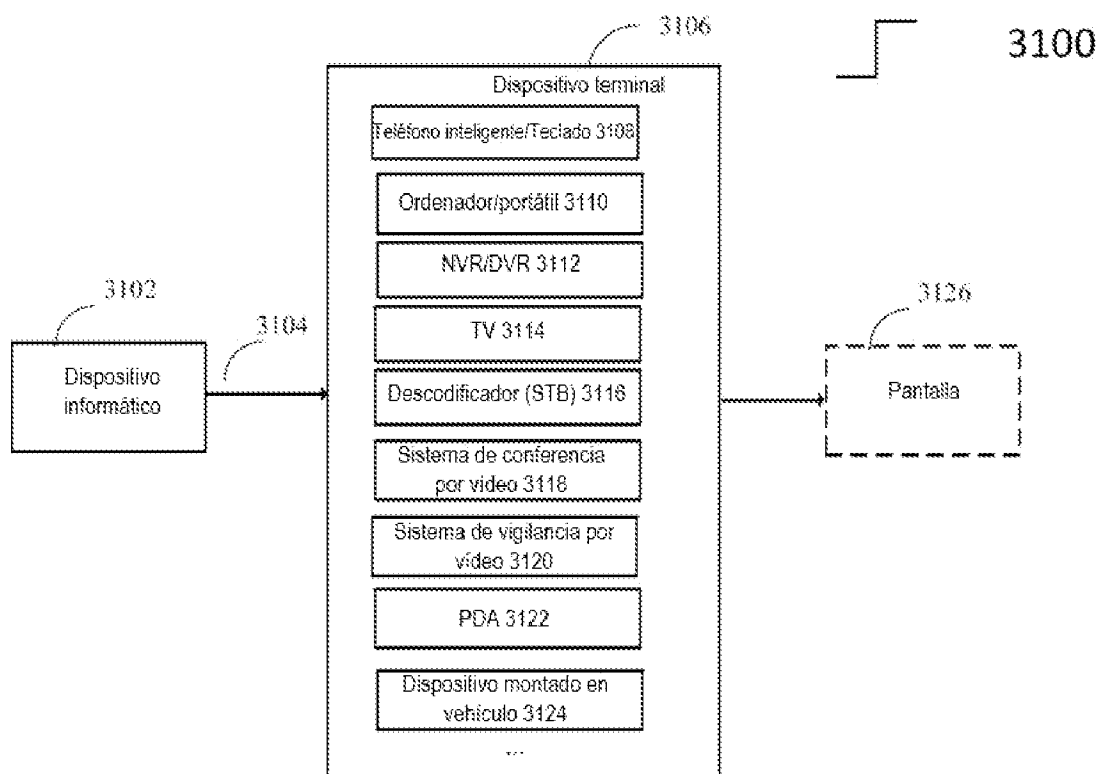 3106
3100
Dispositivo terminal
Teléfono inteligente/Teclado 3108
Ordenador/portátil 3110
NVR/DVR 3112
3102
3126
3104
TV 3114
Dispositivo
informático
Descodificador (STB) 3116
Pantalla
Sistema de conferencia
por vídeo 3118
Sistema de vigilancia por
vídeo 3120
PDA 3122
Dispositivo montado en
vehículo 3124
...